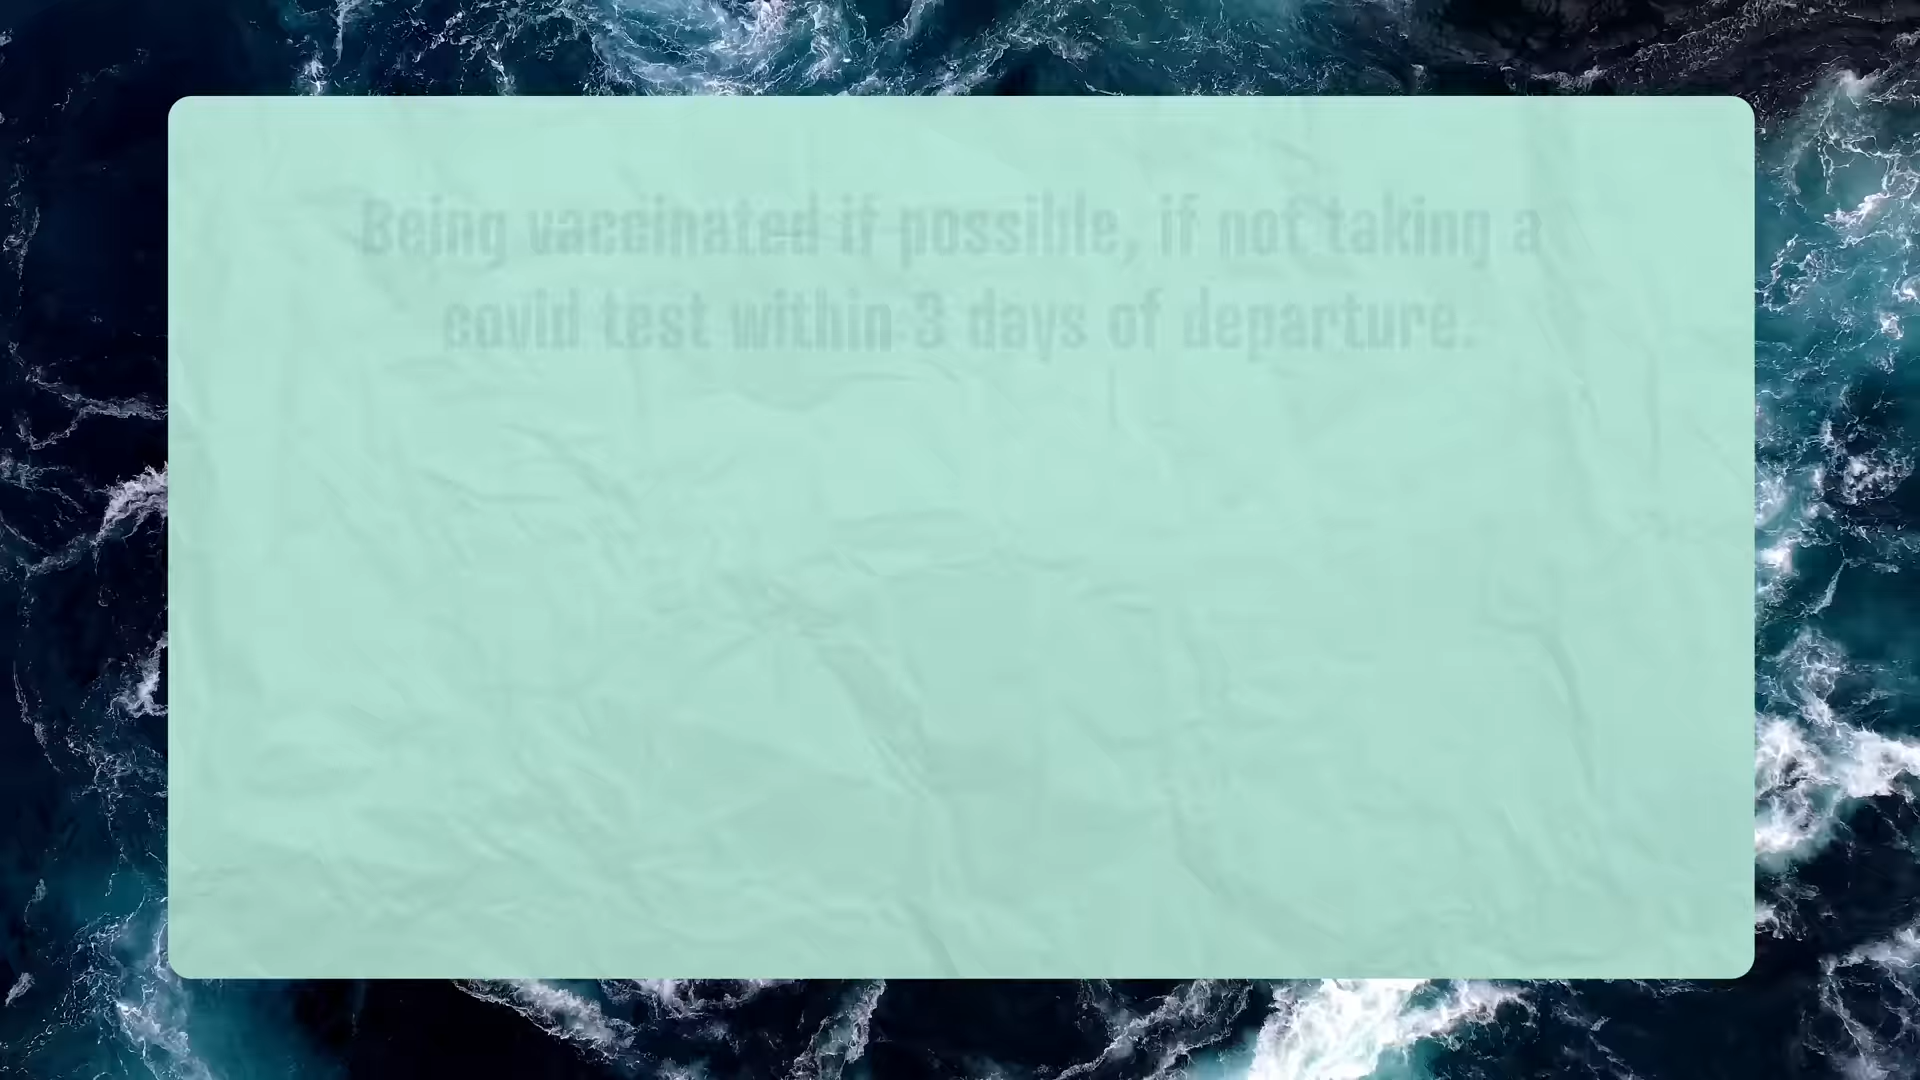 Being vaccinated if possible, if not taking a
covid test within 3 days of departure.